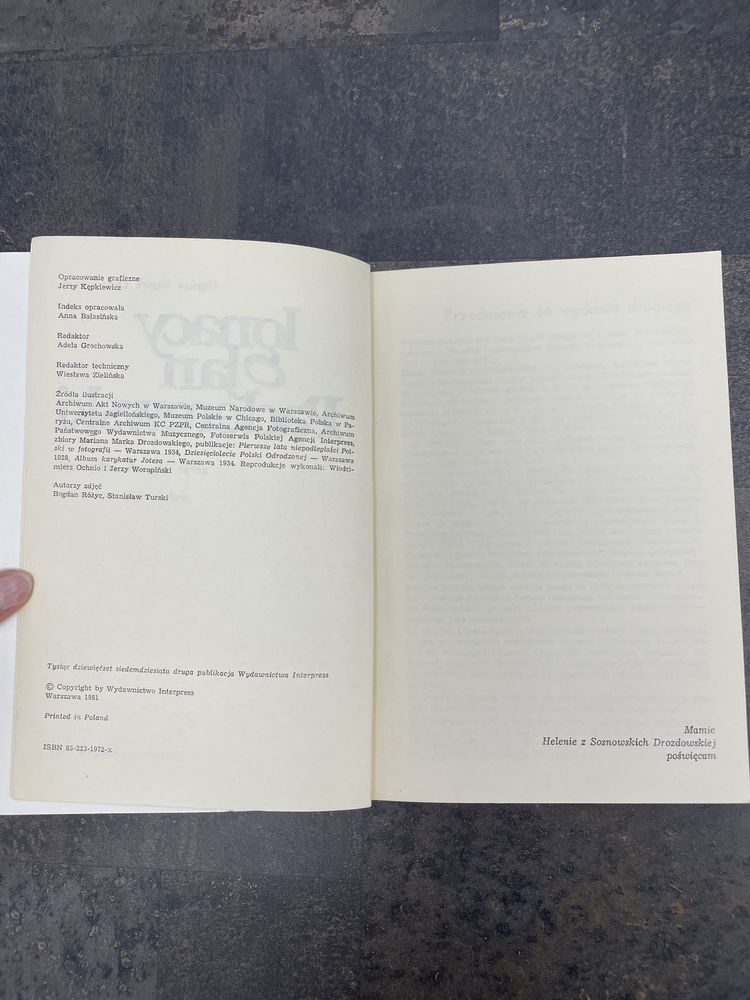 Opracowanie graficzne
Jerzy Kępkiewicz
Indeks opracowała
Anna Bałasińska
Redaktor
Adela Grochowska
Redaktor techniczny
Wiesława Zielińska
Źródła ilustracji
Archiwum Akt Nowych w Warszawie, Muzeum Narodowe w Warszawie, Archiwum
Uniwersytetu Jagiellońskiego, Muzeum Polskie w Chicago, Biblioteka Polska w Pa-
ryżu, Centralne Archiwum KC PZPR, Centralna Agencja Fotograficzna, Archiwum
Państwowego Wydawnictwa Muzycznego, Fotoserwis Polskiej Agencji Interpress,
zbiory Mariana Marka Drozdowskiego, publikacje: Pierwsze lata niepodległości Pol-
ski w fotografii — Warszawa 1934, Dziesięciolecie Polski Odrodzonej — Warszawa
1928, Album karykatur Jotesa — Warszawa 1934. Reprodukcje wykonali: Włodzi-
mierz Ochnio i Jerzy Woropiński
Autorzy zdjęć
Bogdan Różyc, Stanisław Turski
Tysiąc dziewięćset siedemdziesiąta druga publikacja Wydawnictwa Interpress
© Copyright by Wydawnictwo Interpress
Warszawa 1981
Printed in Poland
ISBN 83-223-1972-x
Przedmowa do wydania drugiego
Mamie
Helenie z Sosnowskich Drozdowskiej
poświęcam